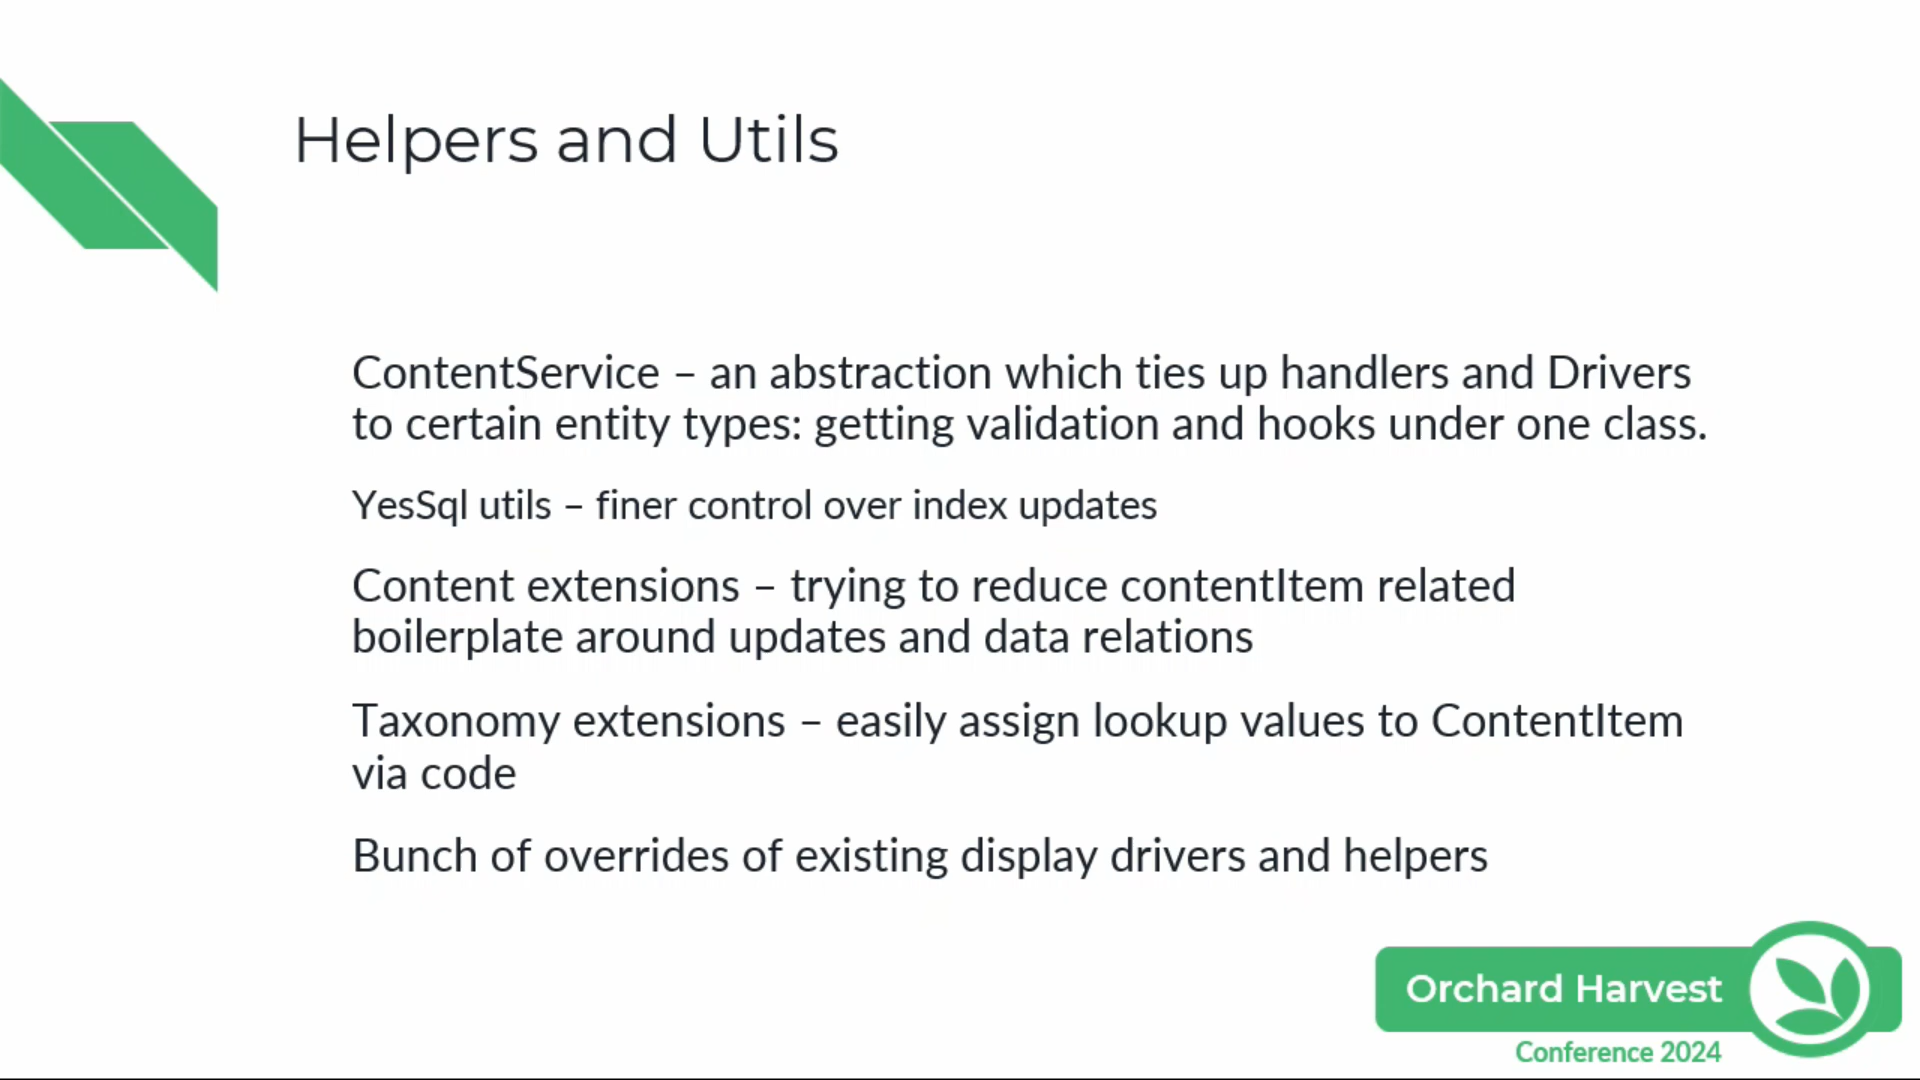 Helpers and Utils
ContentService – an abstraction which ties up handlers and Drivers
to certain entity types: getting validation and hooks under one class.
YesSql utils – finer control over index updates
Content extensions – trying to reduce contentItem related
boilerplate around updates and data relations
Taxonomy extensions – easily assign lookup values to ContentItem
via code
Bunch of overrides of existing display drivers and helpers
Orchard Harvest
Conference 2024